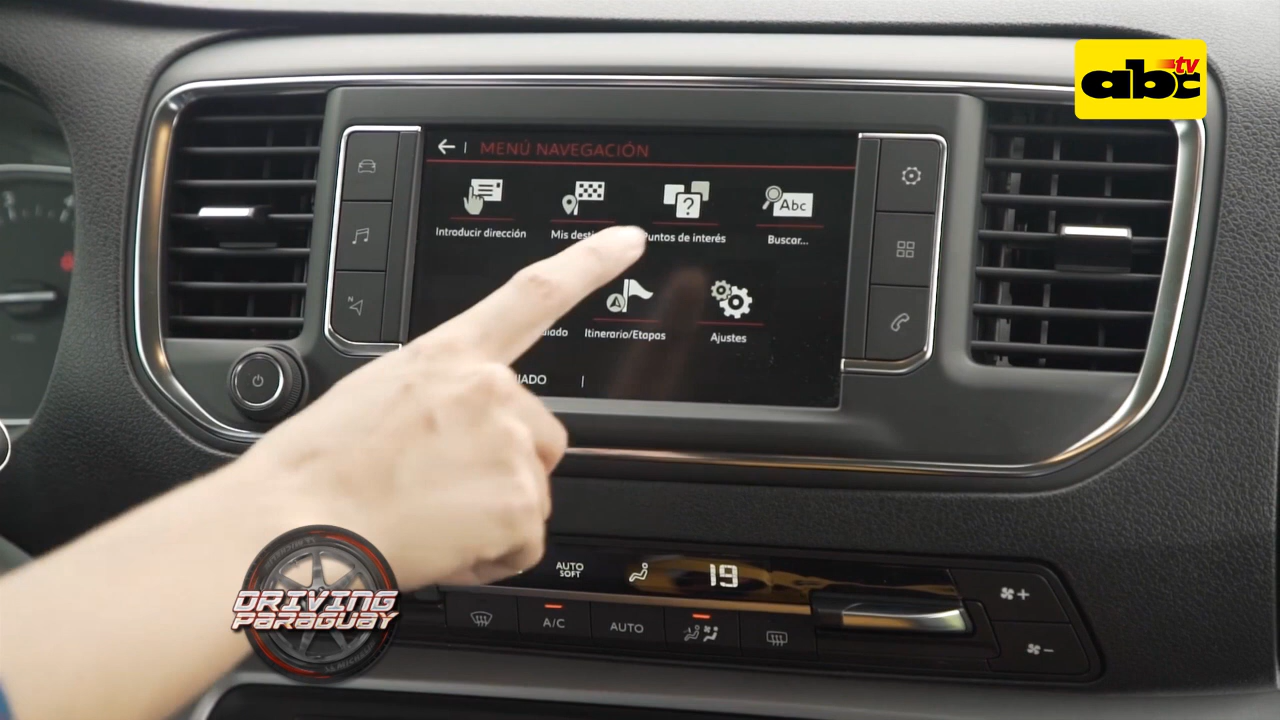 abc tv
MENÚ NAVEGACIÓN
Abc
Introducir dirección
Puntos de interés
Buscar...
Itinerario/Etapas
Ajustes
AUTO
SOFT
19
A/C
AUTO
DRIVING
PARAGUAY